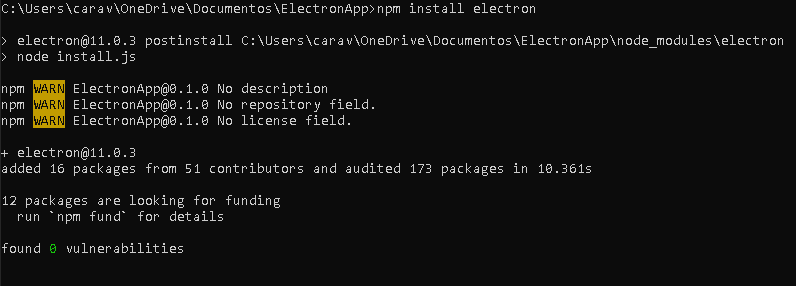 C:\Users\carav\OneDrive\Documentos\ElectronApp>npm install electron
> electron@11.0.3 postinstall C:\Users\carav\OneDrive\Documentos\ElectronApp\node_modules\electron
> node install.js
npm WARN ElectronApp@0.1.0 No description
npm WARN ElectronApp@0.1.0 No repository field.
npm WARN ElectronApp@0.1.0 No license field.
+ electron@11.0.3
added 16 packages from 51 contributors and audited 173 packages in 10.361s
12 packages are looking for funding
  run `npm fund` for details
found 0 vulnerabilities